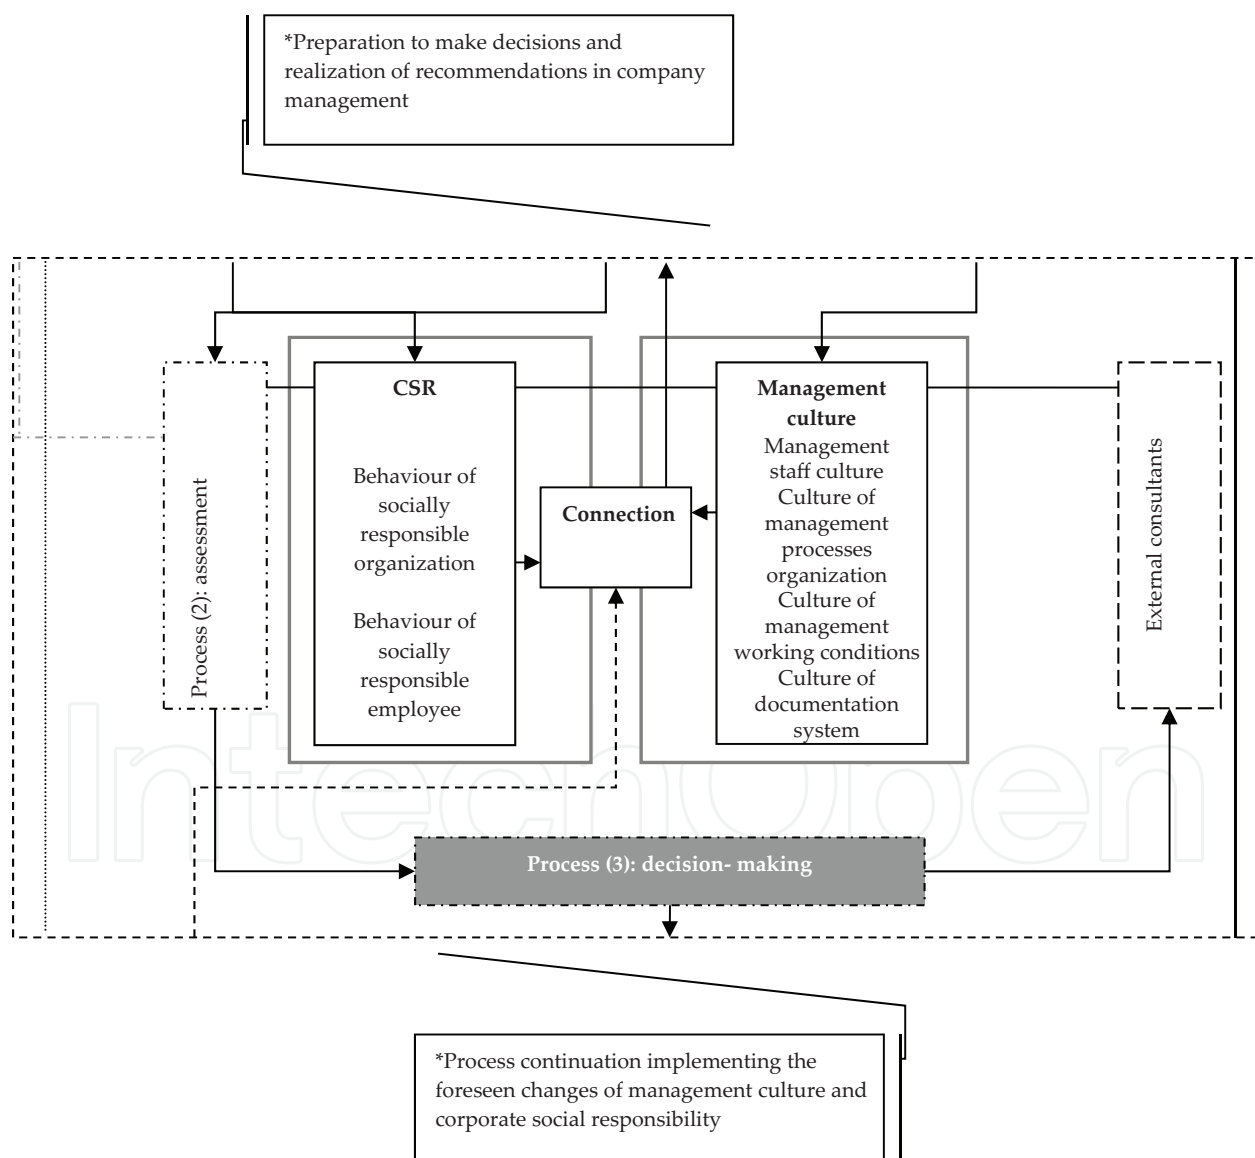 *Preparation to make decisions and
realization of recommendations in company
management
CSR
Behaviour of
socially
responsible
organization
Behaviour of
socially
responsible
employee
Connection
Management
culture
Management
staff culture
Culture of
management
processes
organization
Culture of
management
working conditions
Culture of
documentation
system
Process (2): assessment
External consultants
IntechOpen
Process (3): decision- making
*Process continuation implementing the
foreseen changes of management culture and
corporate social responsibility